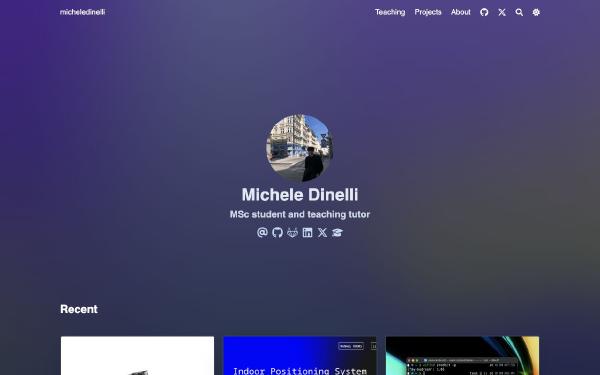 micheledinelli
Teaching Projects About
Michele Dinelli
MSc student and teaching tutor
Recent
Indoor Positioning System